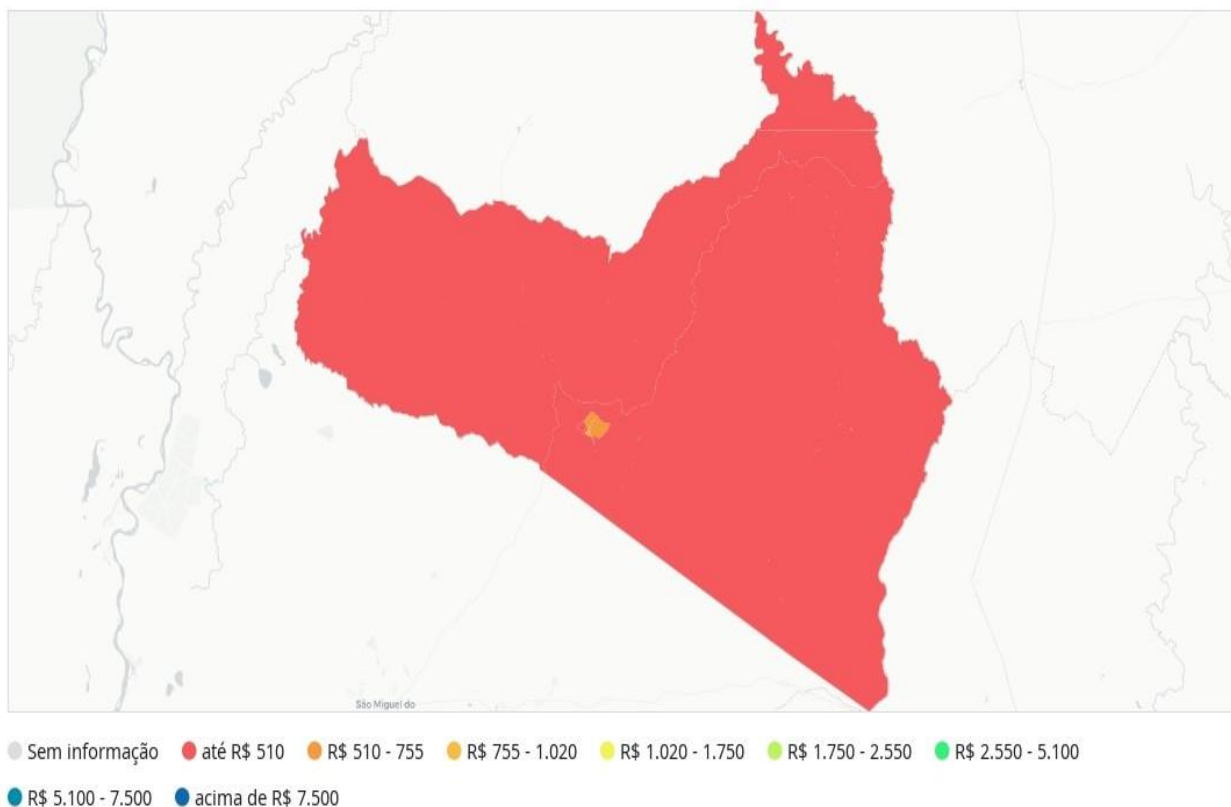 São Miguel do
Sem informação até R$ 510 R$ 510 - 755 R$ 755 - 1.020 R$ 1.020 - 1.750 R$ 1.750 - 2.550 R$ 2.550 - 5.100
R$ 5.100 - 7.500 acima de R$ 7.500